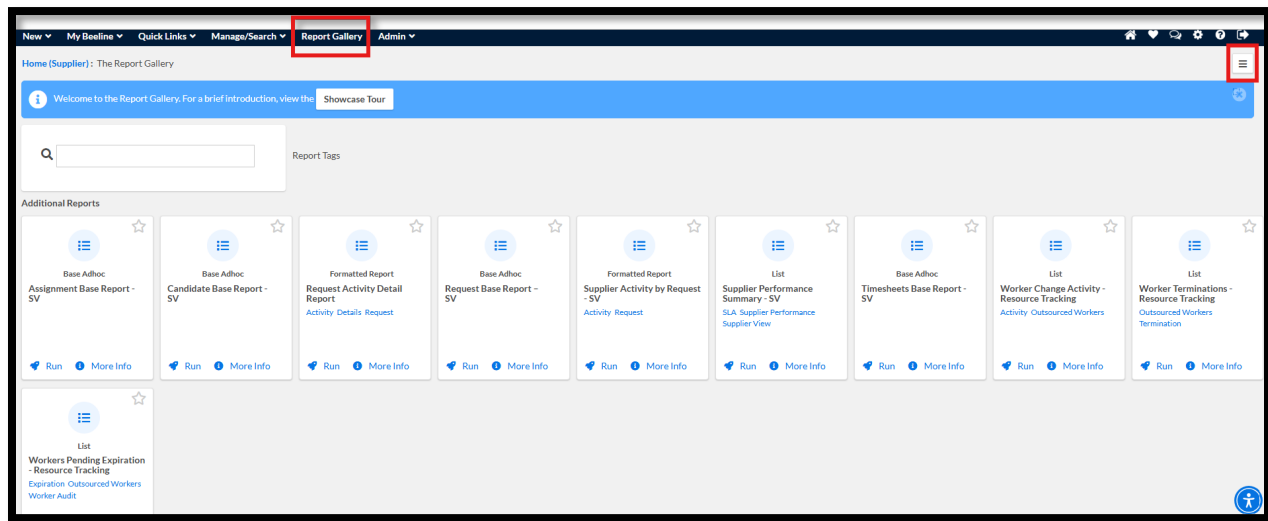 New My Beeline Quick Links Manage/Search Report Gallery Admin
Home (Supplier) : The Report Gallery
Welcome to the Report Gallery. For a brief introduction, view the Showcase Tour
Report Tags
Additional Reports
Base Adhoc
Assignment Base Report -
SV
Run More Info
Base Adhoc
Candidate Base Report -
SV
Run More Info
Formatted Report
Request Activity Detail
Report
Activity Details Request
Run More Info
Base Adhoc
Request Base Report –
SV
Run More Info
Formatted Report
Supplier Activity by Request
- SV
Activity Request
Run More Info
List
Supplier Performance
Summary - SV
SLA Supplier Performance
Supplier View
Run More Info
Base Adhoc
Timesheets Base Report -
SV
Run More Info
List
Worker Change Activity -
Resource Tracking
Activity Outsourced Workers
Run More Info
List
Worker Terminations -
Resource Tracking
Outsourced Workers
Termination
Run More Info
List
Workers Pending Expiration
- Resource Tracking
Expiration Outsourced Workers
Worker Audit